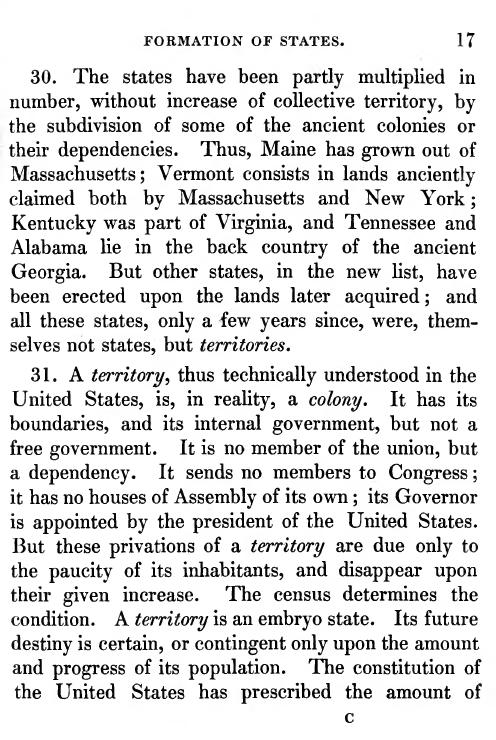 FORMATION OF STATES. 17
30. The states have been partly multiplied in
number, without increase of collective territory, by
the subdivision of some of the ancient colonies or
their dependencies. Thus, Maine has grown out of
Massachusetts; Vermont consists in lands anciently
claimed both by Massachusetts and New York;
Kentucky was part of Virginia, and Tennessee and
Alabama lie in the back country of the ancient
Georgia. But other states, in the new list, have
been erected upon the lands later acquired; and
all these states, only a few years since, were, them-
selves not states, but territories.
31. A territory, thus technically understood in the
United States, is, in reality, a colony. It has its
boundaries, and its internal government, but not a
free government. It is no member of the union, but
a dependency. It sends no members to Congress;
it has no houses of Assembly of its own; its Governor
is appointed by the president of the United States.
But these privations of a territory are due only to
the paucity of its inhabitants, and disappear upon
their given increase. The census determines the
condition. A territory is an embryo state. Its future
destiny is certain, or contingent only upon the amount
and progress of its population. The constitution of
the United States has prescribed the amount of
C